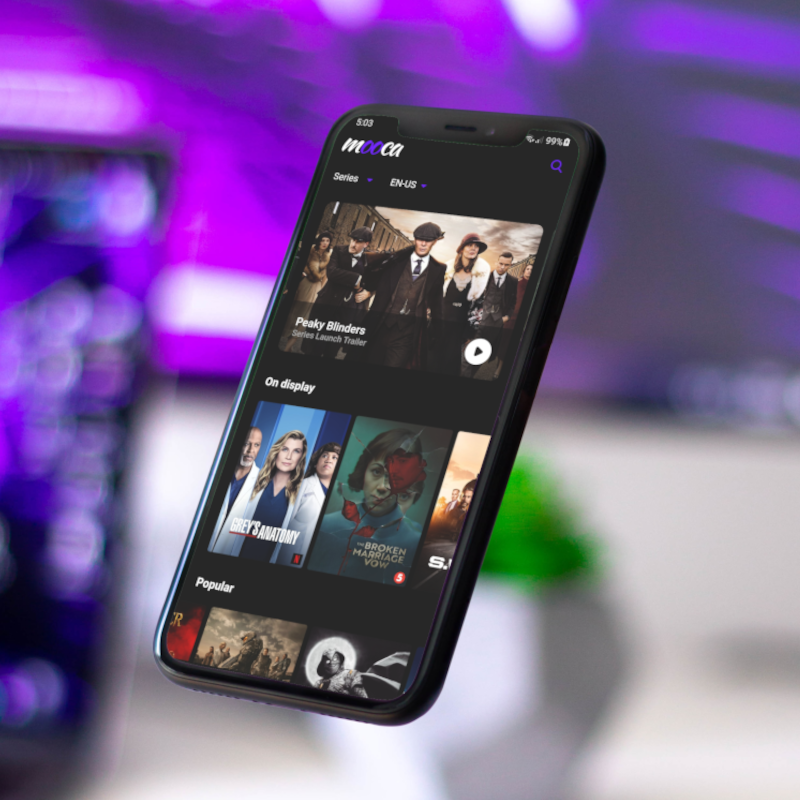 5:03
99%
mooca
Series
EN-US
Peaky Blinders
Series Launch Trailer
On display
GREY'S ANATOMY
THE BROKEN
MARRIAGE
VOW
5
S.
Popular
ER